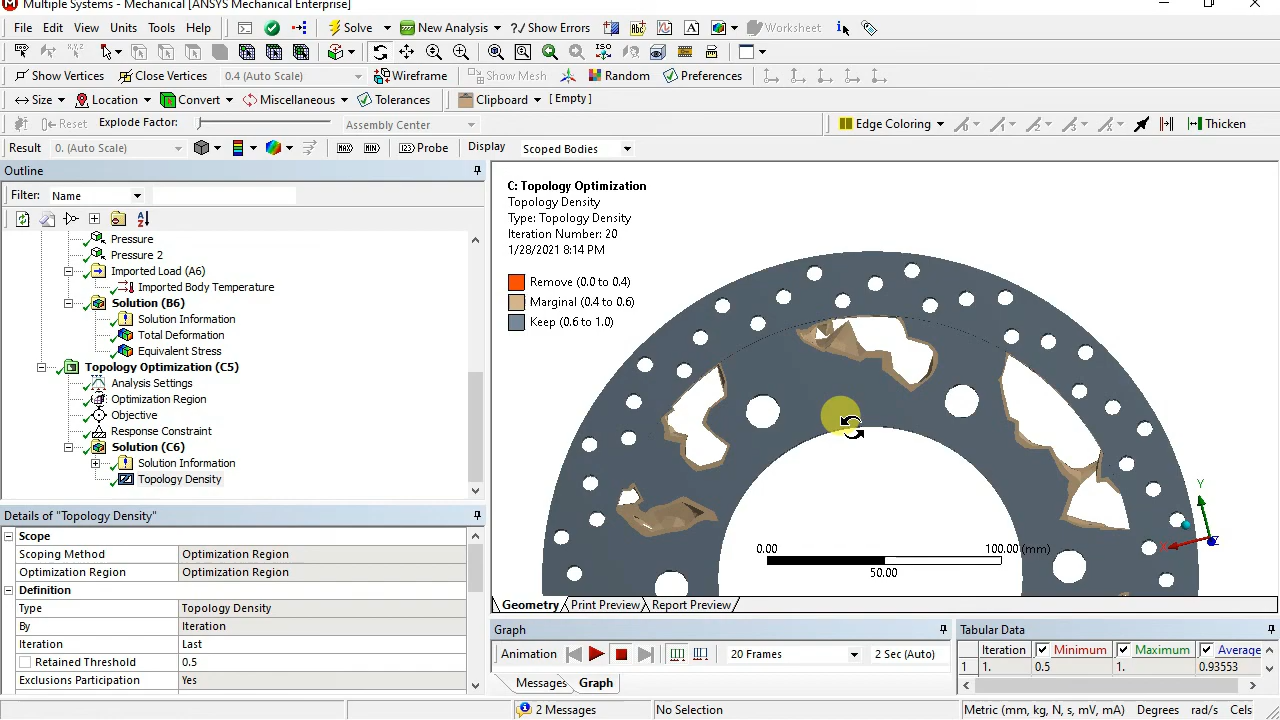 Multiple Systems - Mechanical [ANSYS Mechanical Enterprise]
File Edit View Units Tools Help Solve New Analysis Show Errors Worksheet
Show Vertices Close Vertices 0.4 (Auto Scale) Wireframe Show Mesh Random Preferences
Size Location Convert Miscellaneous Tolerances Clipboard [ Empty ]
Reset Explode Factor: Assembly Center Edge Coloring Thicken
Result 0. (Auto Scale) Probe Display Scoped Bodies
Outline
Filter: Name
Pressure
Pressure 2
Imported Load (A6)
Imported Body Temperature
Solution (B6)
Solution Information
Total Deformation
Equivalent Stress
Topology Optimization (C5)
Analysis Settings
Optimization Region
Objective
Response Constraint
Solution (C6)
Solution Information
Topology Density
Details of "Topology Density"
Scope
Scoping Method Optimization Region
Optimization Region Optimization Region
Definition
Type Topology Density
By Iteration
Iteration Last
Retained Threshold 0.5
Exclusions Participation Yes
C: Topology Optimization
Topology Density
Type: Topology Density
Iteration Number: 20
1/28/2021 8:14 PM
Remove (0.0 to 0.4)
Marginal (0.4 to 0.6)
Keep (0.6 to 1.0)
0.00 100.00 (mm)
50.00
Y
Z
Geometry Print Preview Report Preview
Graph
Animation 20 Frames 2 Sec (Auto)
Messages Graph
Tabular Data
Iteration Minimum Maximum Average
1 1. 0.5 1. 0.93553
2 Messages No Selection Metric (mm, kg, N, s, mV, mA) Degrees rad/s Cels